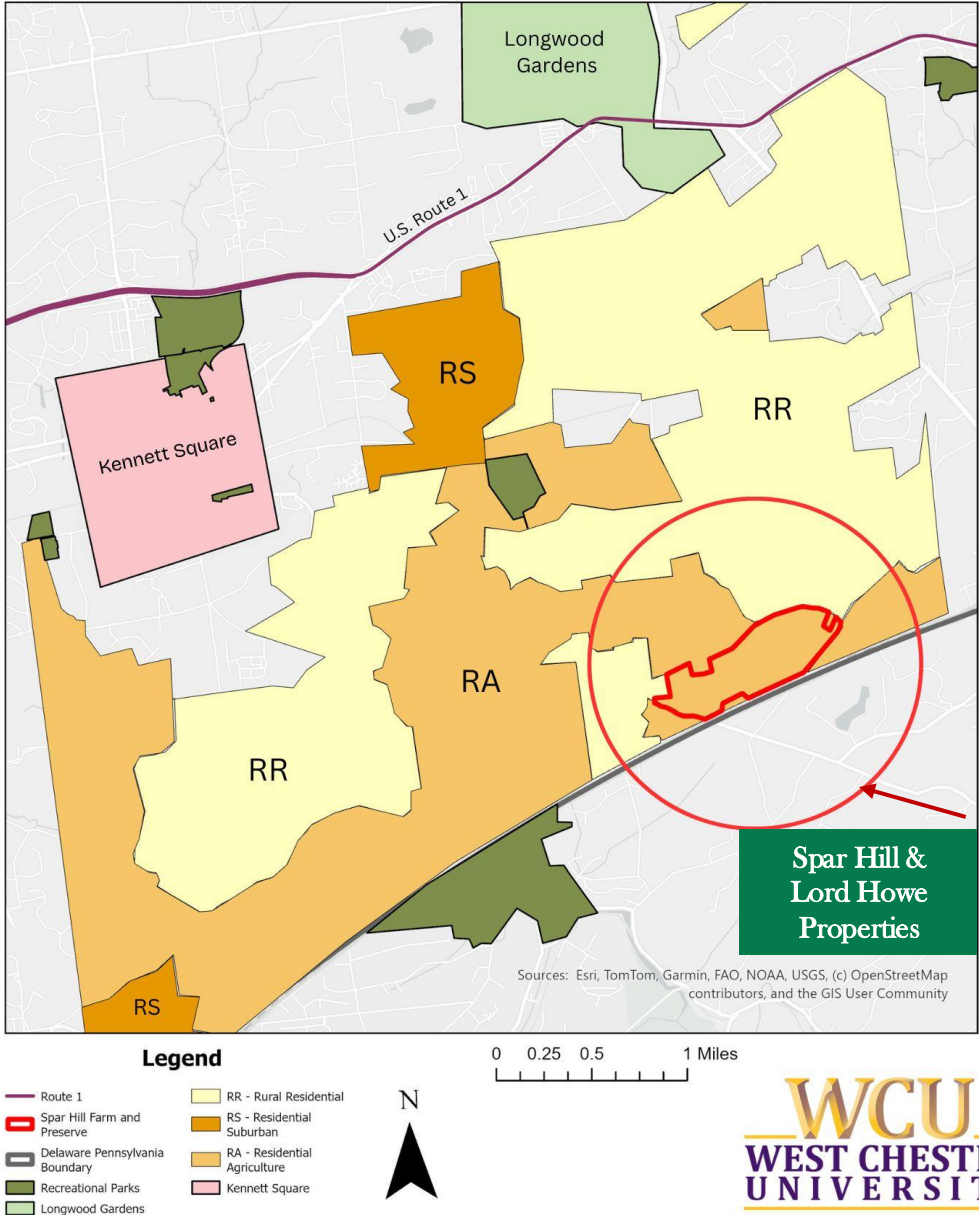 Longwood
Gardens
U.S. Route 1
RS
RR
Kennett Square
RA
RR
Spar Hill &
Lord Howe
Properties
Sources: Esri, TomTom, Garmin, FAO, NOAA, USGS, (c) OpenStreetMap
contributors, and the GIS User Community
RS
Legend
Route 1
Spar Hill Farm and
Preserve
Delaware Pennsylvania
Boundary
Recreational Parks
Longwood Gardens
RR - Rural Residential
RS - Residential
Suburban
RA - Residential
Agriculture
Kennett Square
N
0 0.25 0.5 1 Miles
WCU
WEST CHEST
UNIVERSIT